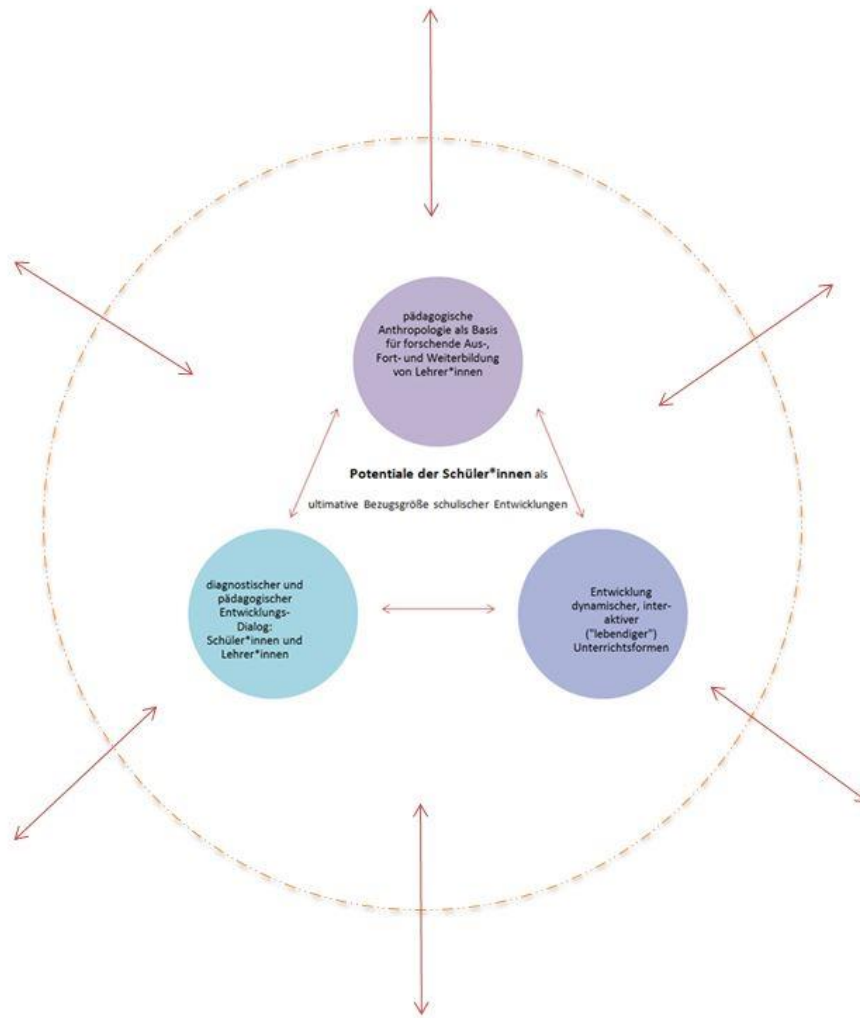 pädagogische
Anthropologie als Basis
für forschende Aus-,
Fort- und Weiterbildung
von Lehrer*innen
Potentiale der Schüler*innen als
ultimative Bezugsgröße schulischer Entwicklungen
diagnostischer und
pädagogischer
Entwicklungs-
Dialog:
Schüler*innen und
Lehrer*innen
Entwicklung
dynamischer, inter-
aktiver
("lebendiger")
Unterrichtsformen